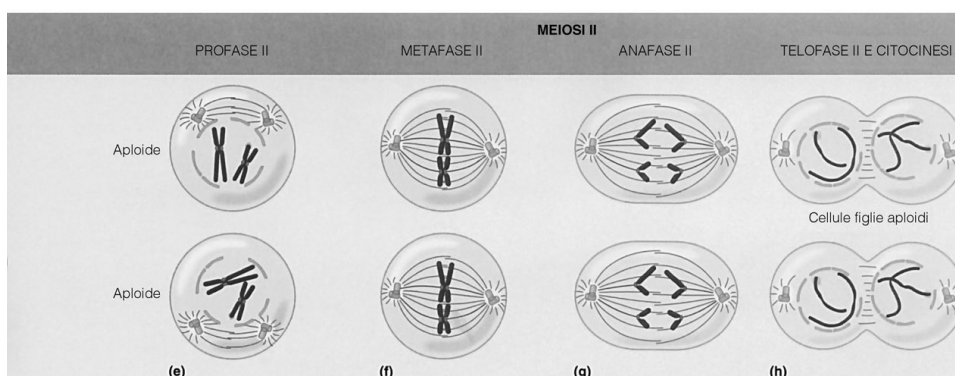 MEIOSI II
PROFASE II METAFASE II ANAFASE II TELOFASE II E CITOCINESI
Aploide
Cellule figlie aploidi
Aploide
(e) (f) (g) (h)